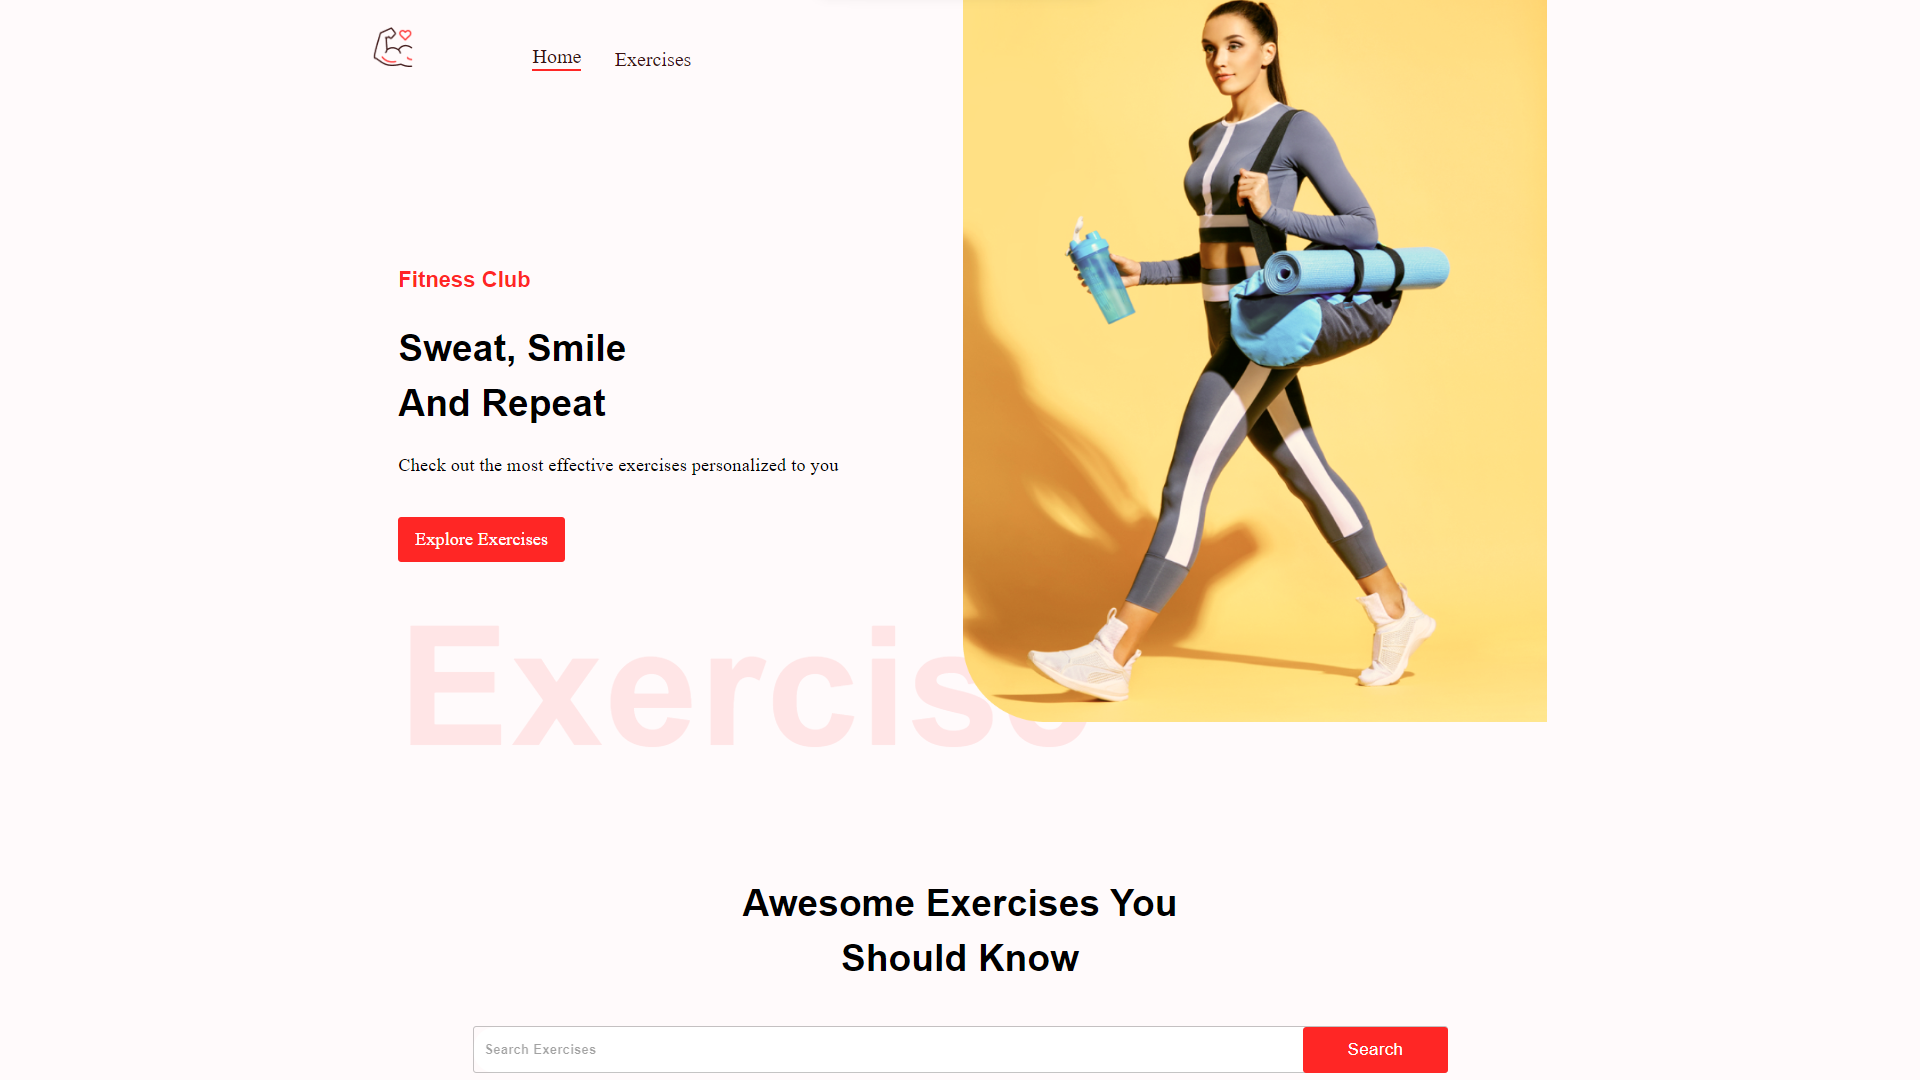 Home
Exercises
Fitness Club
Sweat, Smile
And Repeat
Check out the most effective exercises personalized to you
Explore Exercises
Exercise
Awesome Exercises You
Should Know
Search Exercises
Search